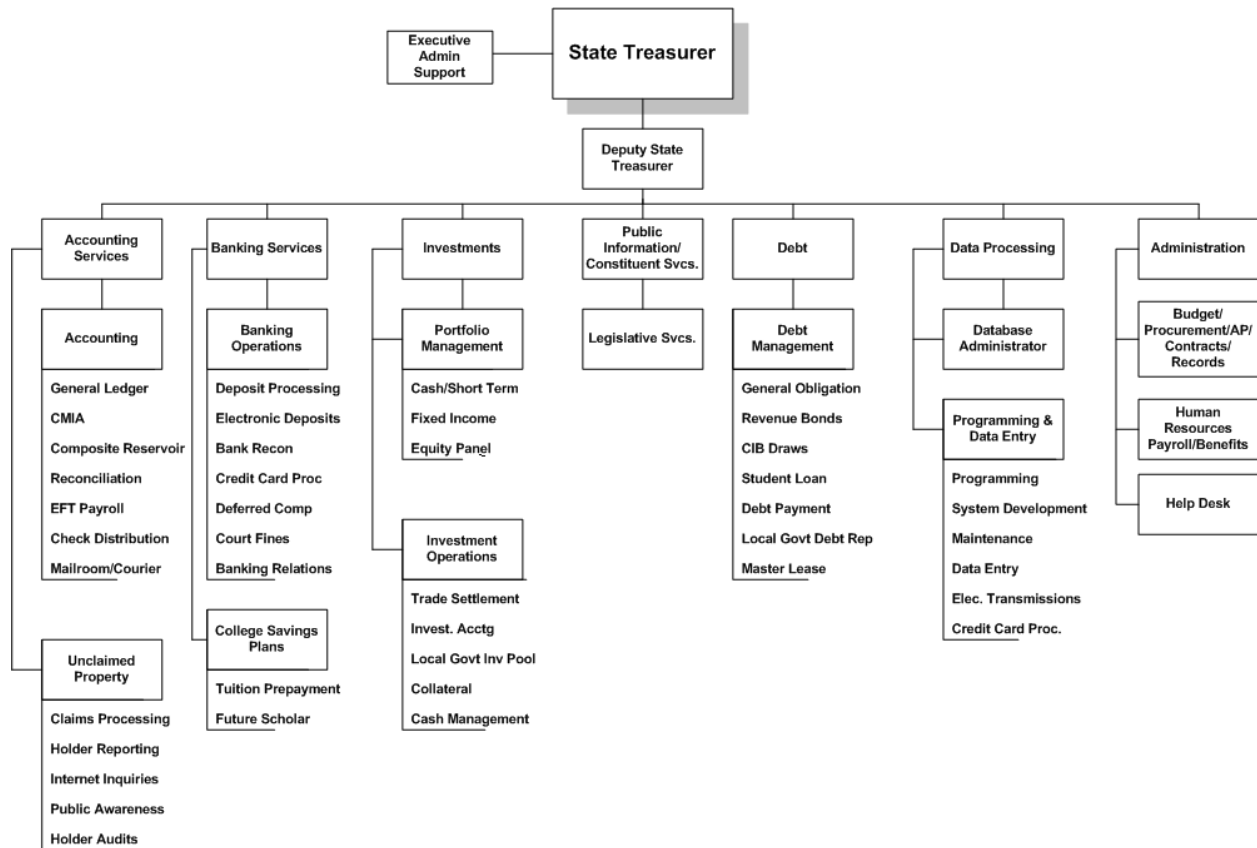 Executive
Admin
Support
State Treasurer
Deputy State
Treasurer
Accounting
Services
Banking Services
Investments
Public
Information/
Constituent Svcs.
Debt
Data Processing
Administration
Accounting
General Ledger
CMIA
Composite Reservoir
Reconciliation
EFT Payroll
Check Distribution
Mailroom/Courier
Unclaimed
Property
Claims Processing
Holder Reporting
Internet Inquiries
Public Awareness
Holder Audits
Banking
Operations
Deposit Processing
Electronic Deposits
Bank Recon
Credit Card Proc
Deferred Comp
Court Fines
Banking Relations
College Savings
Plans
Tuition Prepayment
Future Scholar
Portfolio
Management
Cash/Short Term
Fixed Income
Equity Panel
Investment
Operations
Trade Settlement
Invest. Acctg
Local Govt Inv Pool
Collateral
Cash Management
Legislative Svcs.
Debt
Management
General Obligation
Revenue Bonds
CIB Draws
Student Loan
Debt Payment
Local Govt Debt Rep
Master Lease
Database
Administrator
Programming &
Data Entry
Programming
System Development
Maintenance
Data Entry
Elec. Transmissions
Credit Card Proc.
Budget/
Procurement/AP/
Contracts/
Records
Human
Resources
Payroll/Benefits
Help Desk